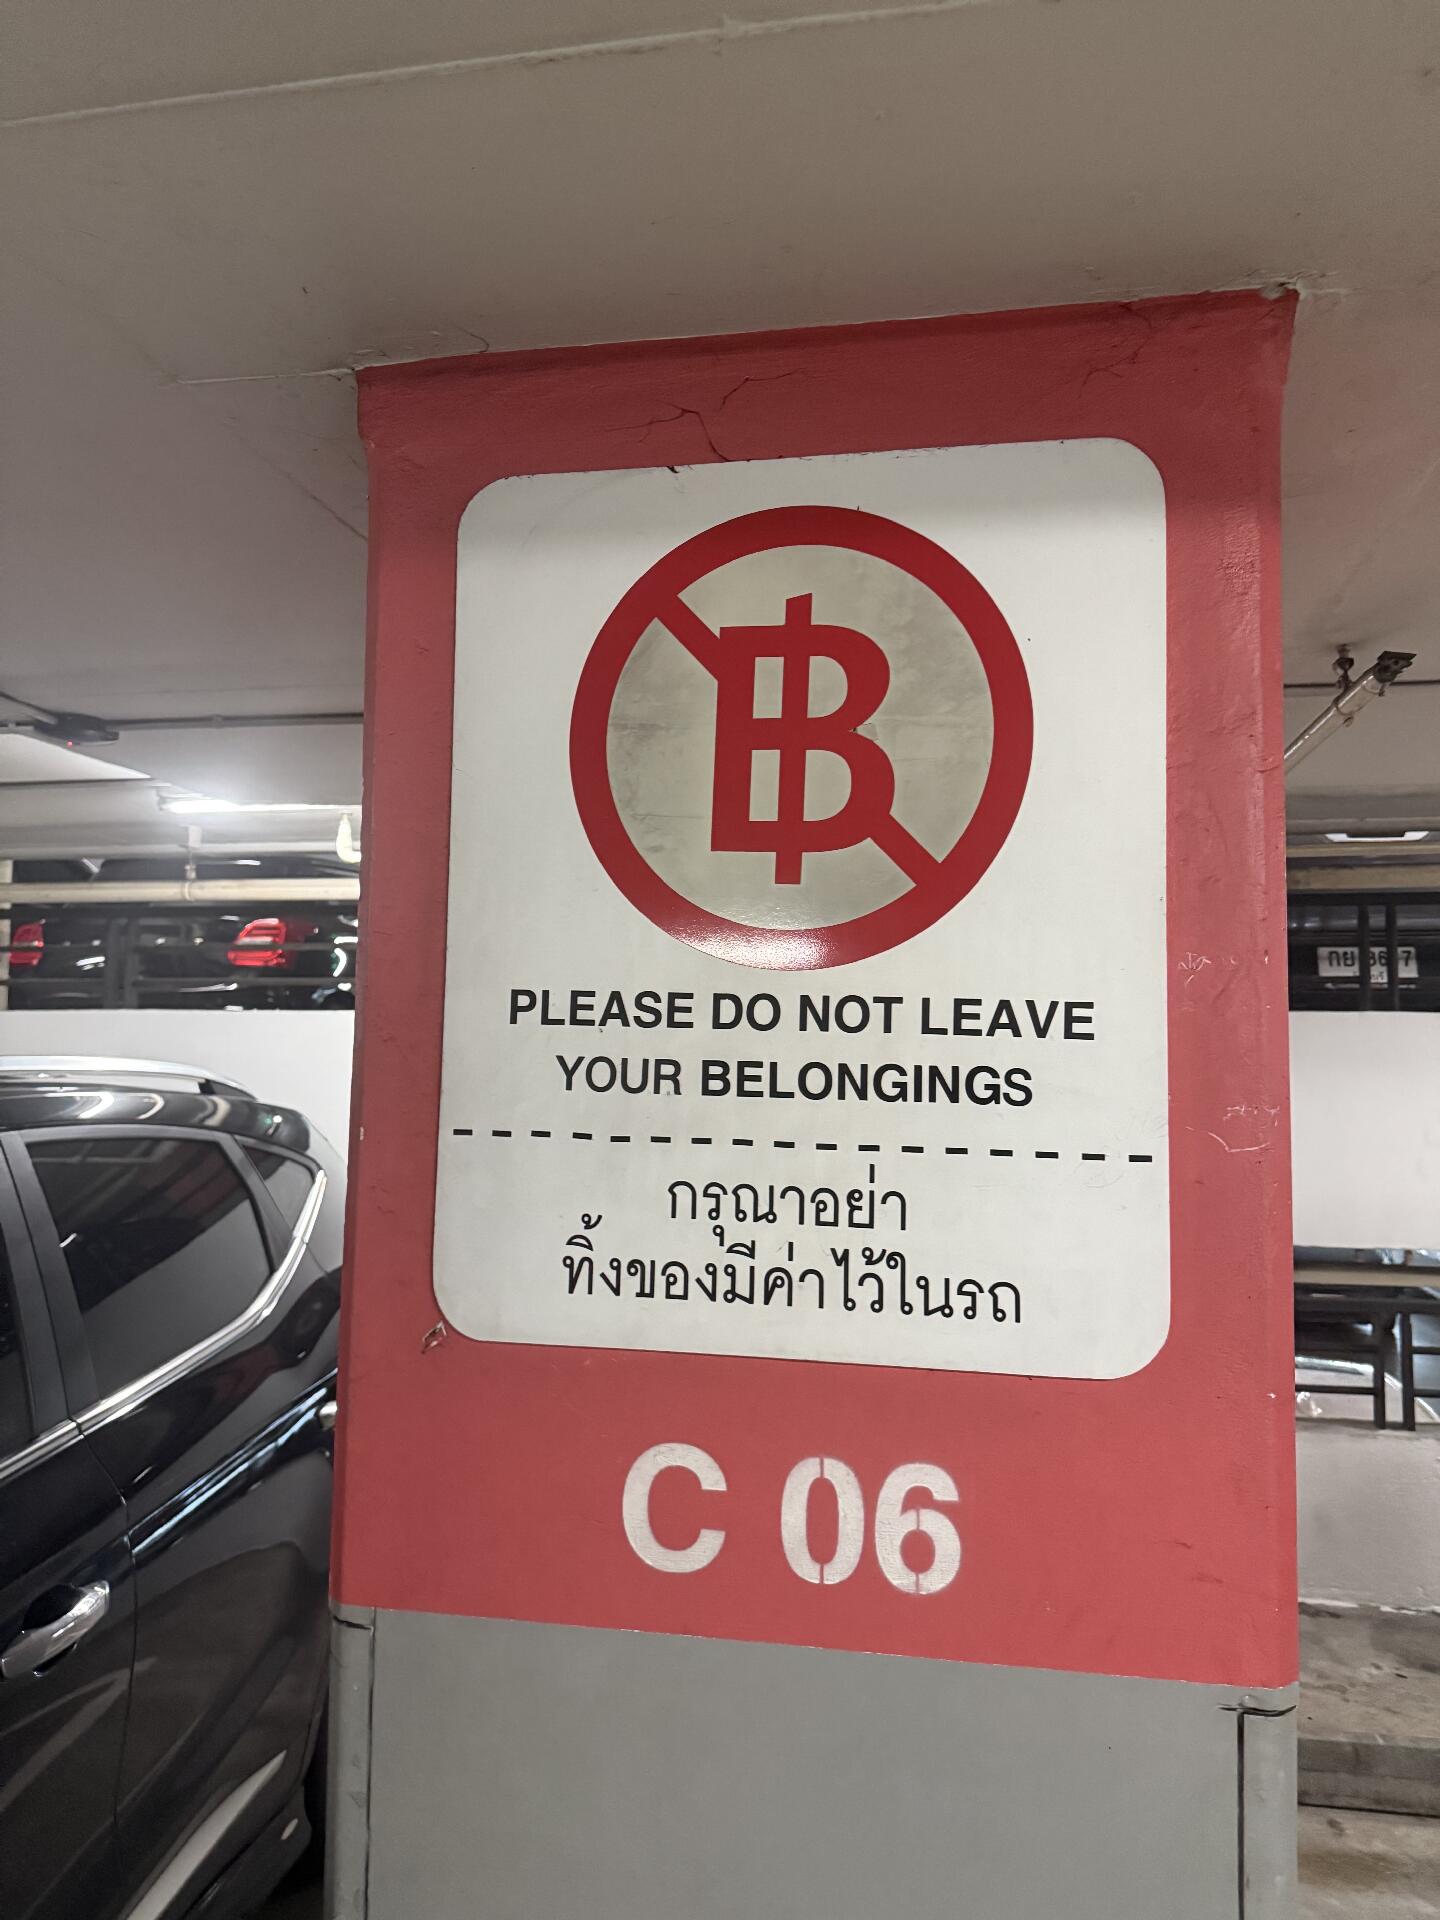 ฿
PLEASE DO NOT LEAVE
YOUR BELONGINGS
กรุณาอย่า
ทิ้งของมีค่าไว้ในรถ
C 06